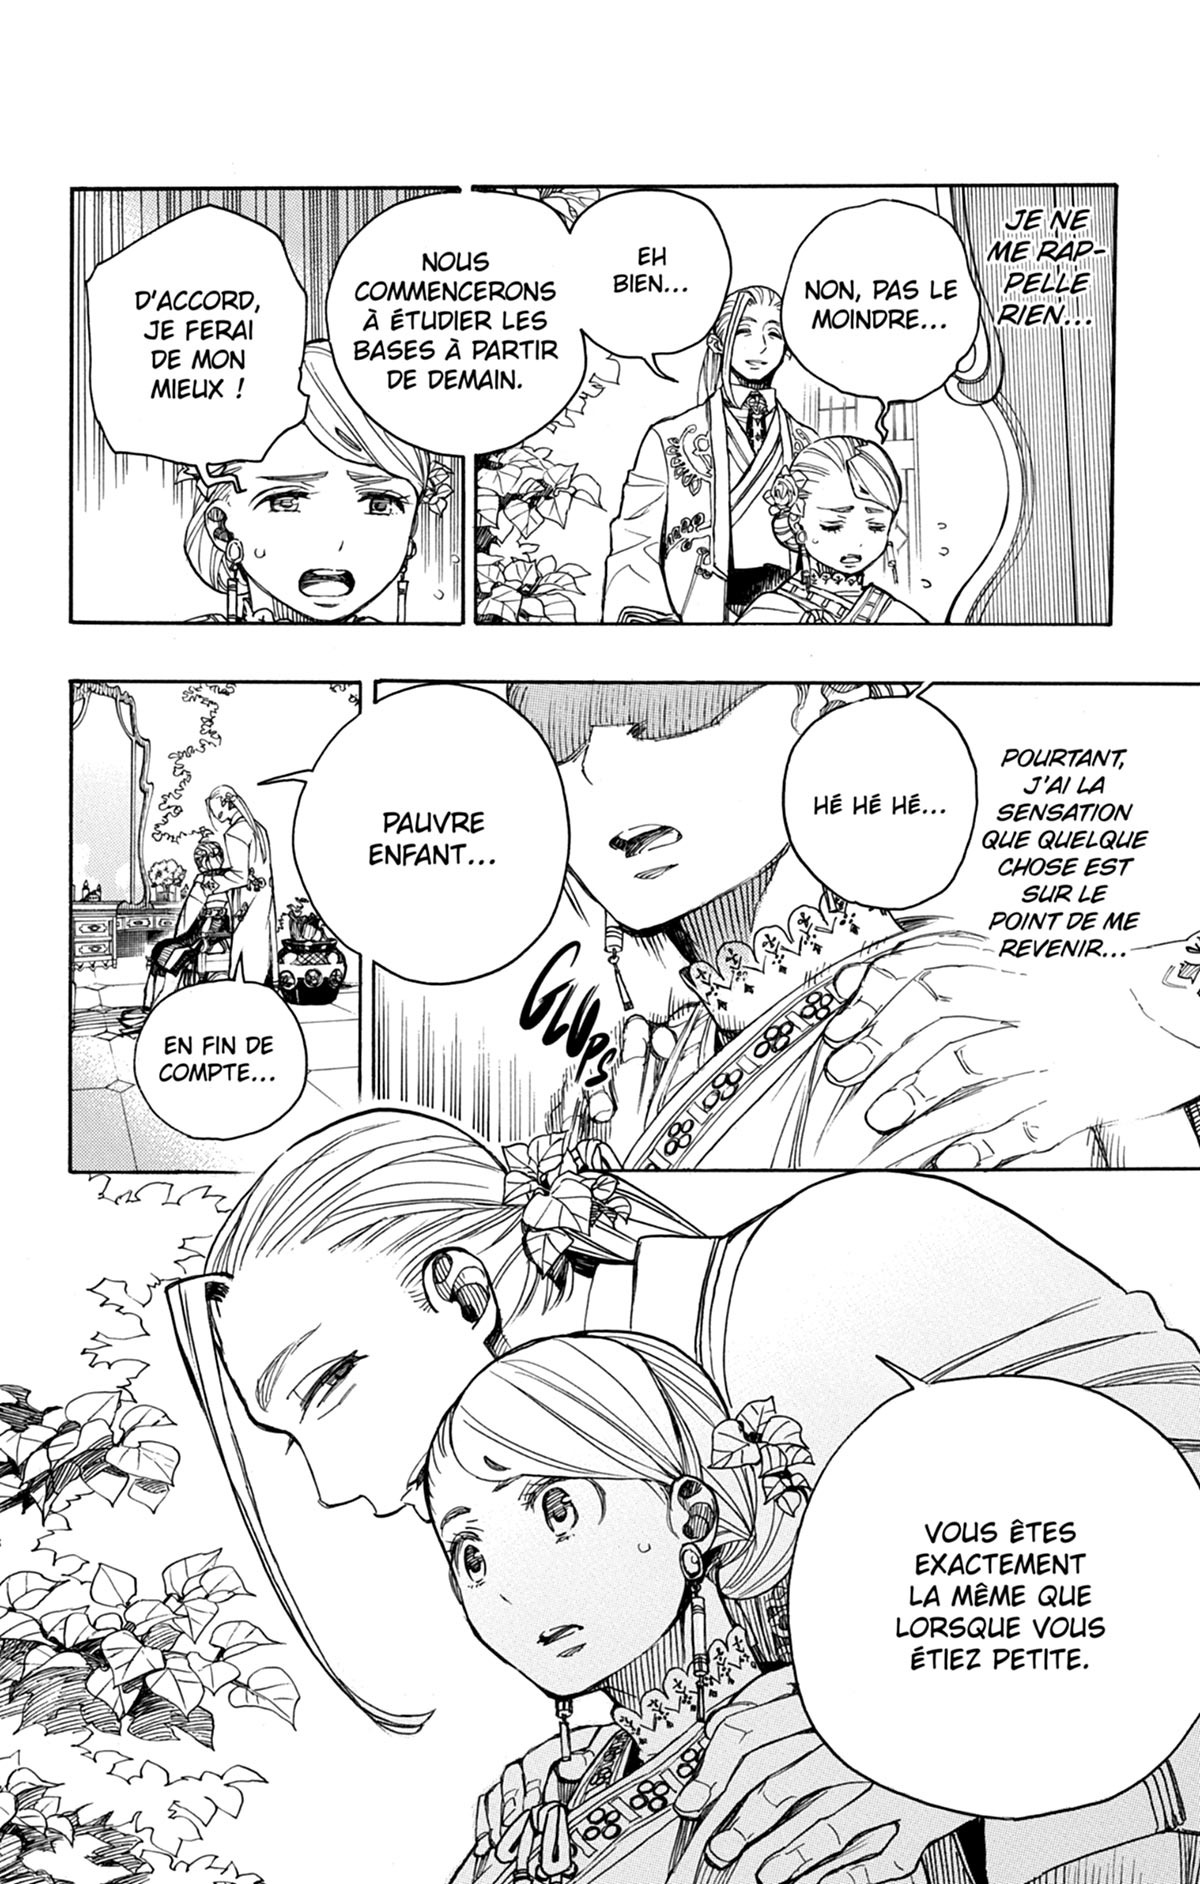 JE NE
ME RAP-
PELLE
RIEN...
NON, PAS LE
MOINDRE...
EH
BIEN...
NOUS
COMMENCERONS
À ÉTUDIER LES
BASES À PARTIR
DE DEMAIN.
D'ACCORD,
JE FERAI
DE MON
MIEUX !
POURTANT,
J'AI LA
SENSATION
QUE QUELQUE
CHOSE EST
SUR LE
POINT DE ME
REVENIR...
HÉ HÉ HÉ...
GLUPS
PAUVRE
ENFANT...
EN FIN DE
COMPTE...
VOUS ÊTES
EXACTEMENT
LA MÊME QUE
LORSQUE VOUS
ÉTIEZ PETITE.